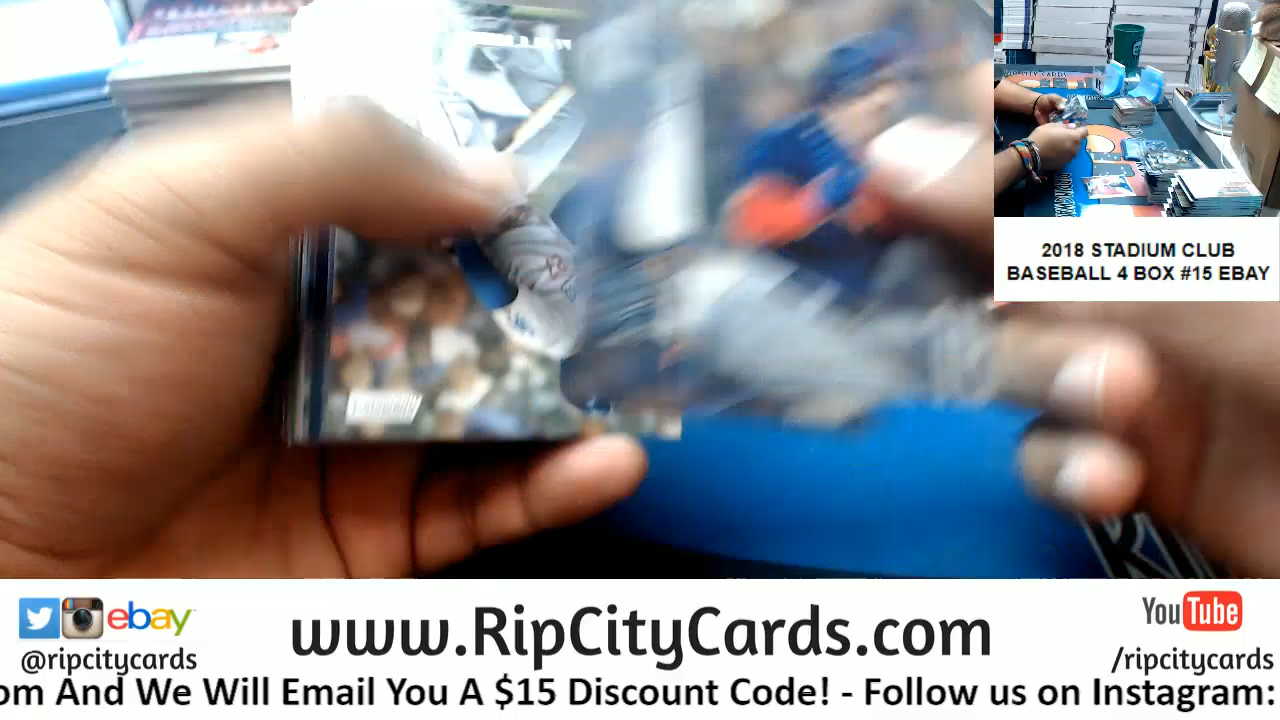 2018 STADIUM CLUB
BASEBALL 4 BOX #15 EBAY
ebay
www.RipCityCards.com
YouTube
@ripcitycards
/ripcitycards
om And We Will Email You A $15 Discount Code! - Follow us on Instagram: